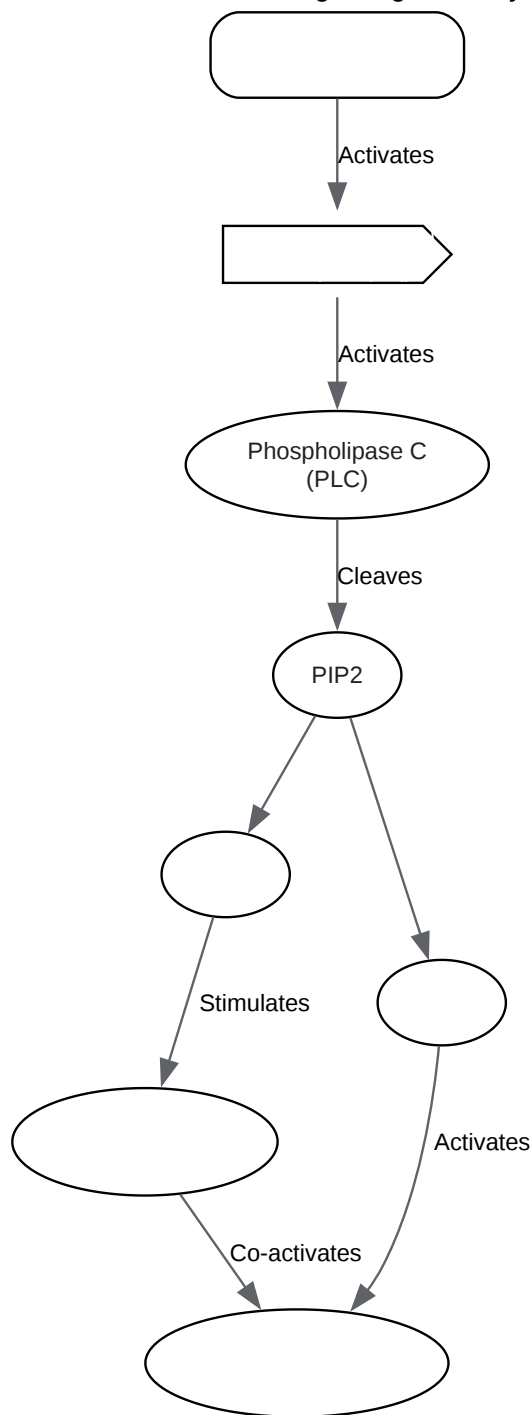 Activates
Activates
Phospholipase C
(PLC)
Cleaves
PIP2
Stimulates
Activates
Co-activates